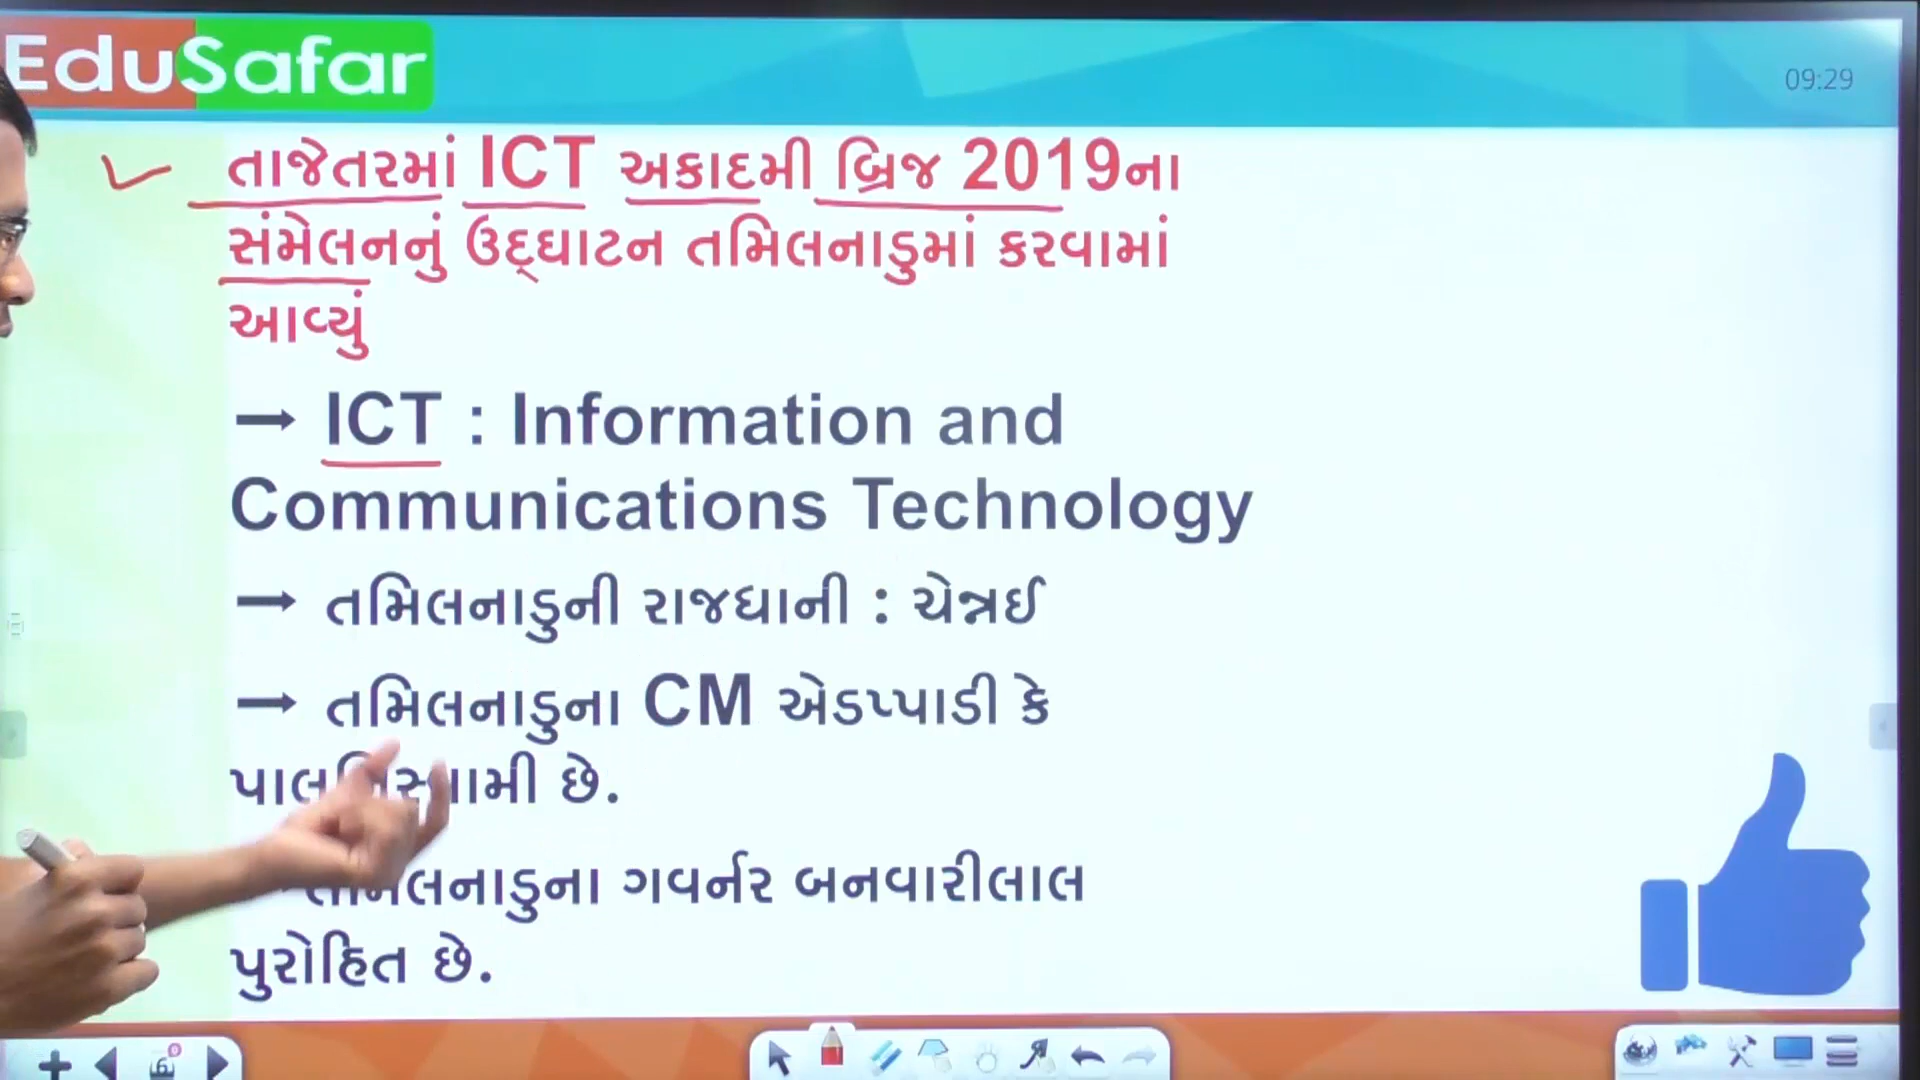 EduSafar
09:29
તાજેતરમાં ICT અકાદમી બ્રિજ 2019ના
સંમેલનનું ઉદ્ઘાટન તમિલનાડુમાં કરવામાં
આવ્યું
→ ICT : Information and
Communications Technology
→ તમિલનાડુની રાજધાની : ચેન્નઈ
→ તમિલનાડુના CM એડપ્પાડી કે
છે.
તમિલનાડુના ગવર્નર બનવારીલાલ
પુરોહિત છે.